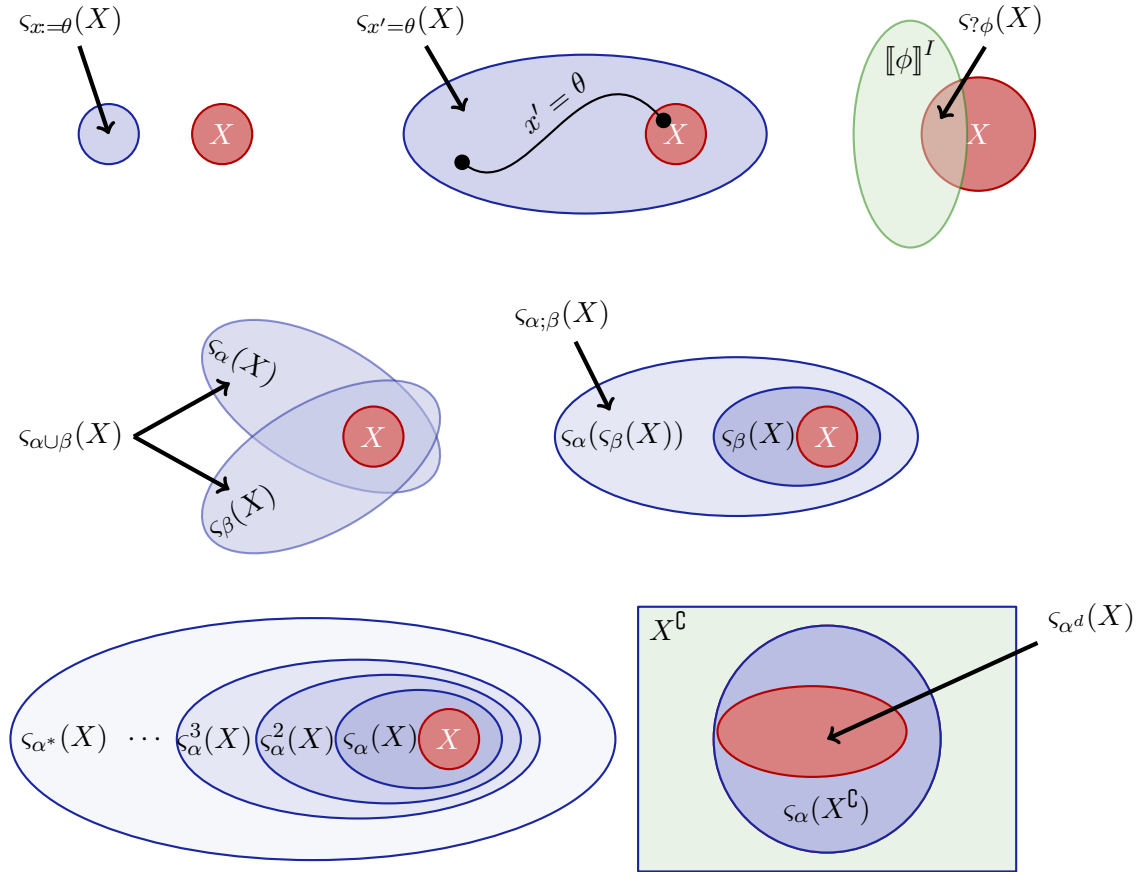 ς_{x:=θ}(X)
X
ς_{x′=θ}(X)
x′ = θ
X
⟦ϕ⟧^I
ς_{?ϕ}(X)
X
ς_{α∪β}(X)
ς_α(X)
ς_β(X)
X
ς_{α;β}(X)
ς_α(ς_β(X))
ς_β(X)
X
ς_{α*}(X)
⋯
ς_α^3(X)
ς_α^2(X)
ς_α(X)
X
X^∁
ς_α(X^∁)
ς_{α^d}(X)